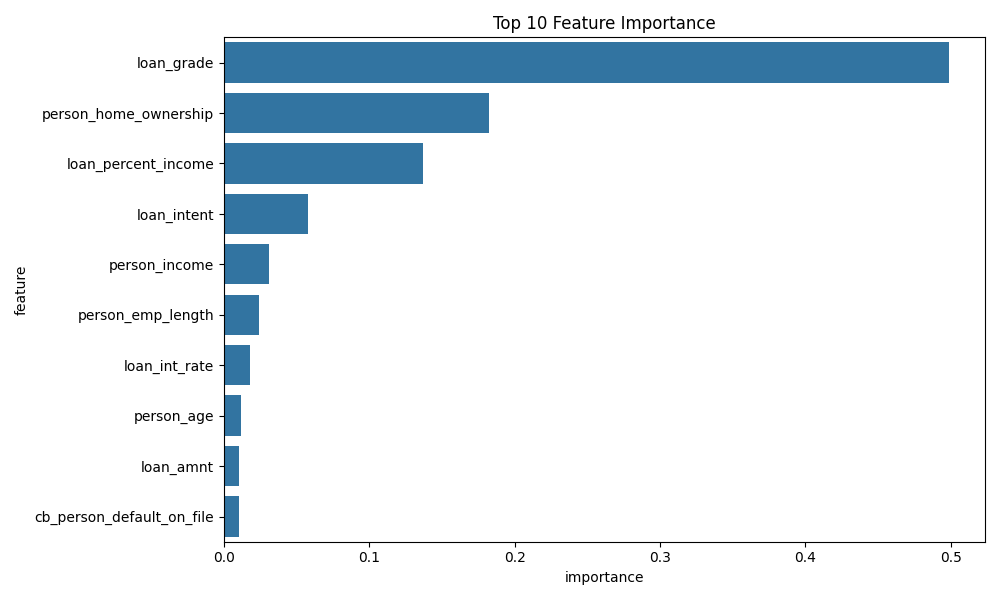 Top 10 Feature Importance
feature
loan_grade
person_home_ownership
loan_percent_income
loan_intent
person_income
person_emp_length
loan_int_rate
person_age
loan_amnt
cb_person_default_on_file
0.0 0.1 0.2 0.3 0.4 0.5
importance